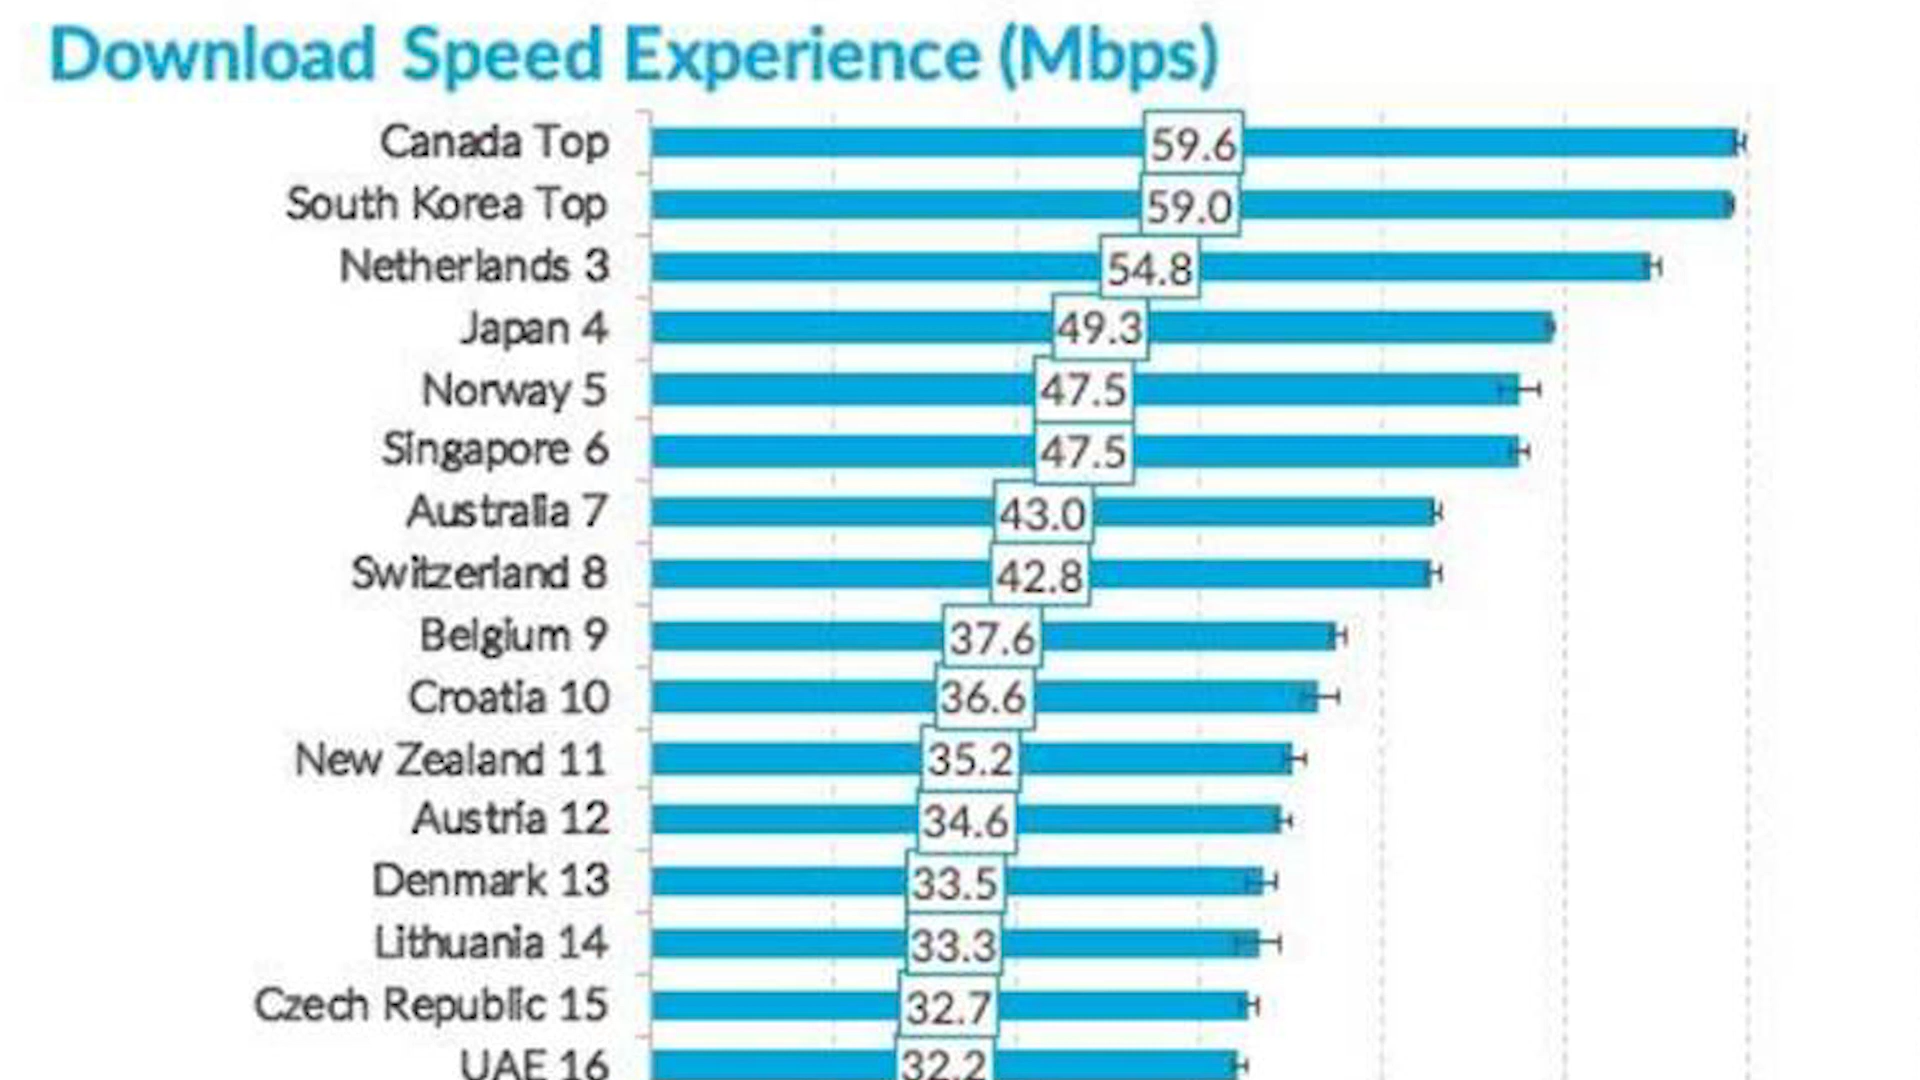 Download Speed Experience (Mbps)
Canada Top 59.6
South Korea Top 59.0
Netherlands 3 54.8
Japan 4 49.3
Norway 5 47.5
Singapore 6 47.5
Australia 7 43.0
Switzerland 8 42.8
Belgium 9 37.6
Croatia 10 36.6
New Zealand 11 35.2
Austria 12 34.6
Denmark 13 33.5
Lithuania 14 33.3
Czech Republic 15 32.7
UAE 16 32.2